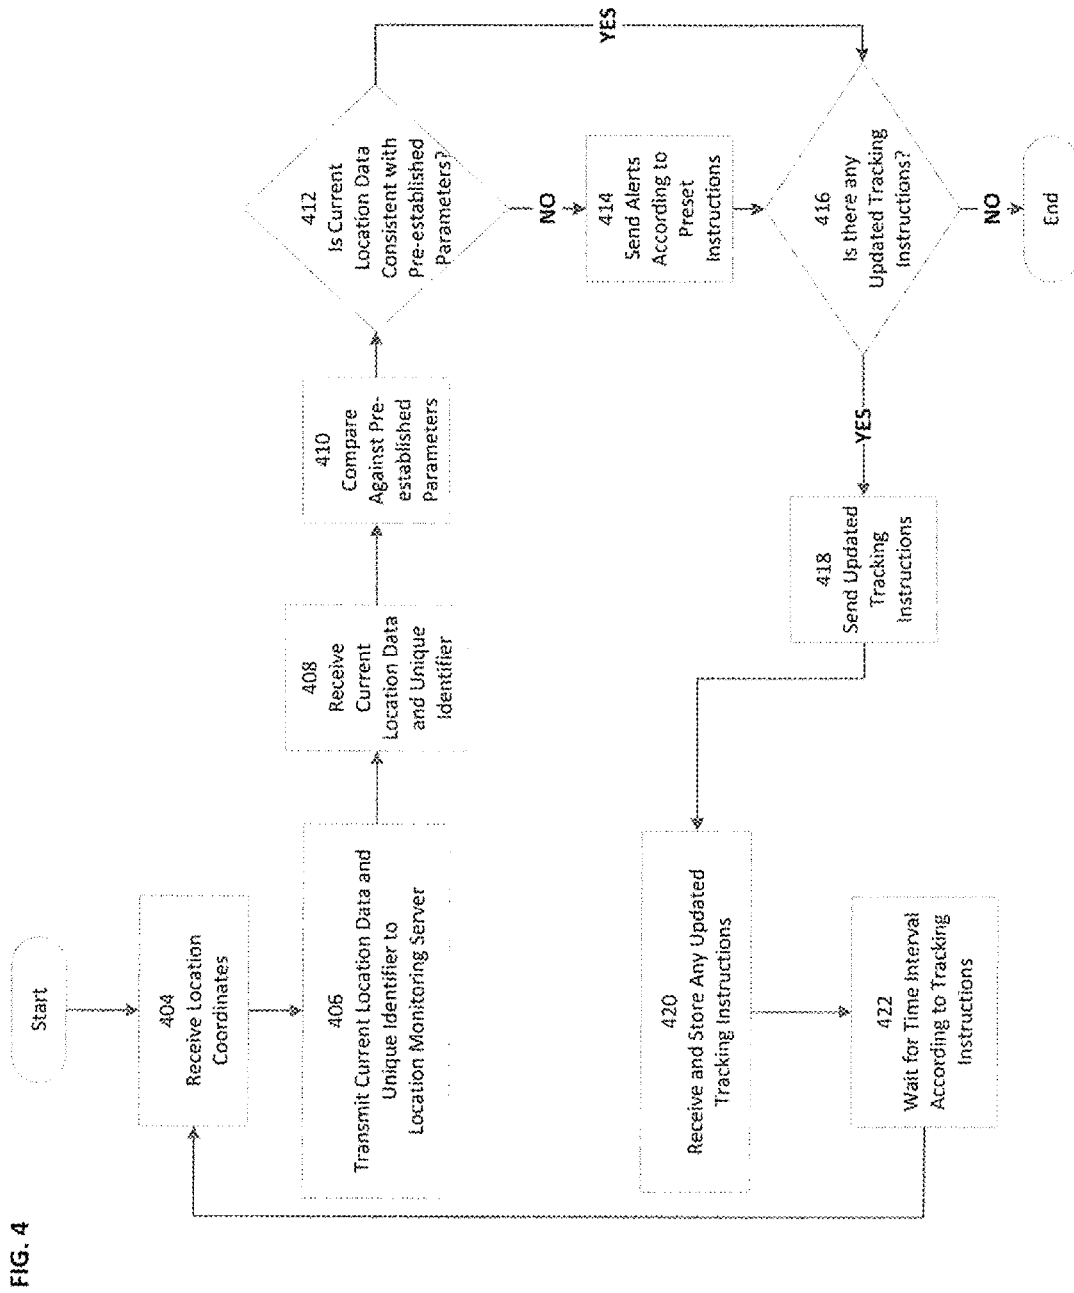 FIG. 4
Start
404
Receive Location
Coordinates
406
Transmit Current Location Data and
Unique Identifier to
Location Monitoring Server
408
Receive
Current
Location Data
and Unique
Identifier
410
Compare
Against Pre-
established
Parameters
412
Is Current
Location Data
Consistent with
Pre-established
Parameters?
YES
NO
414
Send Alerts
According to
Preset
Instructions
416
Is there any
Updated Tracking
Instructions?
NO
End
YES
418
Send Updated
Tracking
Instructions
420
Receive and Store Any Updated
Tracking Instructions
422
Wait for Time Interval
According to Tracking
Instructions